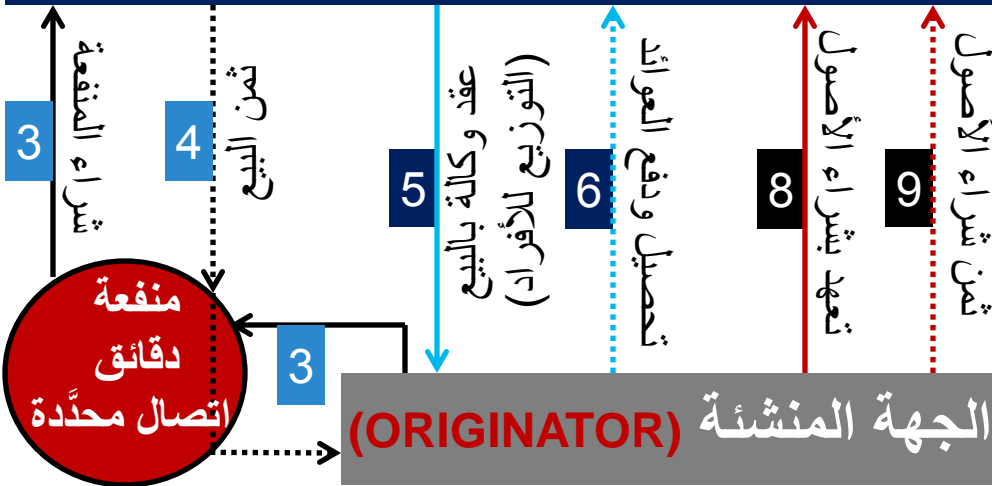 3
شراء المنفعة
4
ثمن البيع
5
عقد وكالة بالبيع
(التوزيع للأفراد)
6
تحصيل ودفع العوائد
8
تعهد بشراء الأصول
9
ثمن شراء الأصول
منفعة
دقائق
اتصال محدَّدة
3
الجهة المنشئة (ORIGINATOR)